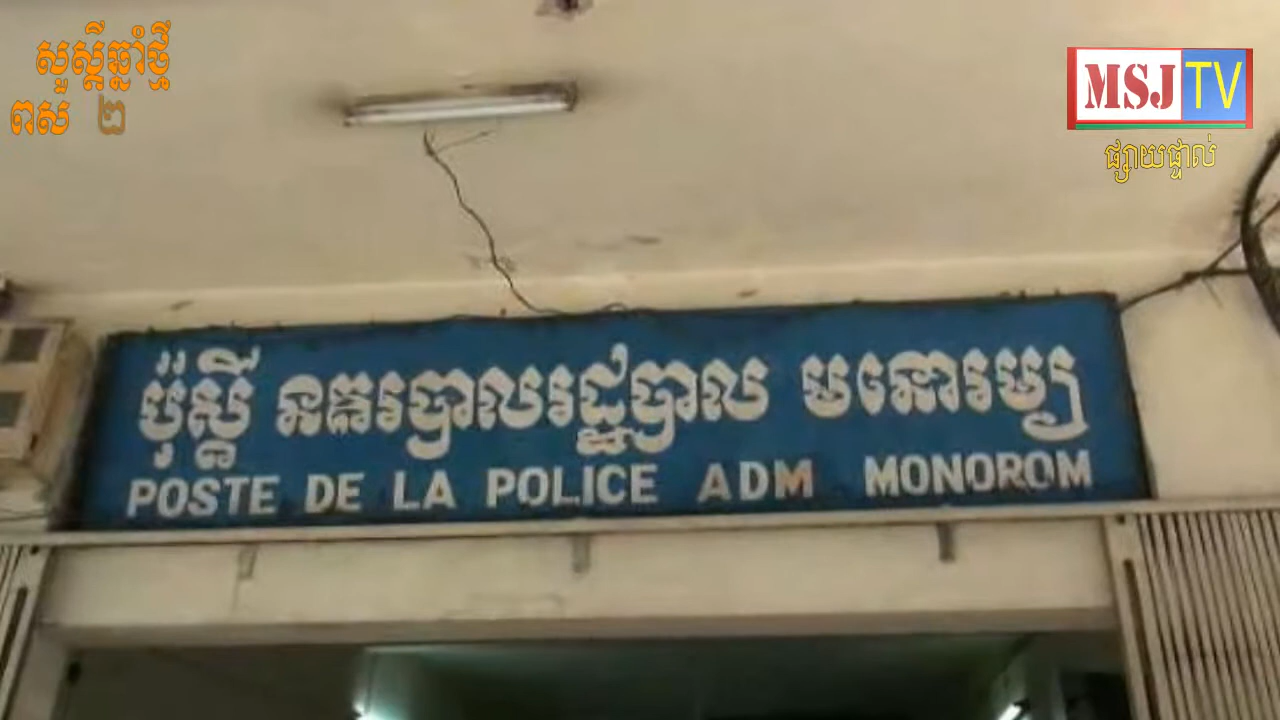 សួស្តីឆ្នាំថ្មី
ពស ២
MSJ TV
ផ្សាយផ្ទាល់
ប៉ុស្តិ៍ នគរបាលរដ្ឋបាល មនោរម្យ
POSTE DE LA POLICE ADM MONOROM